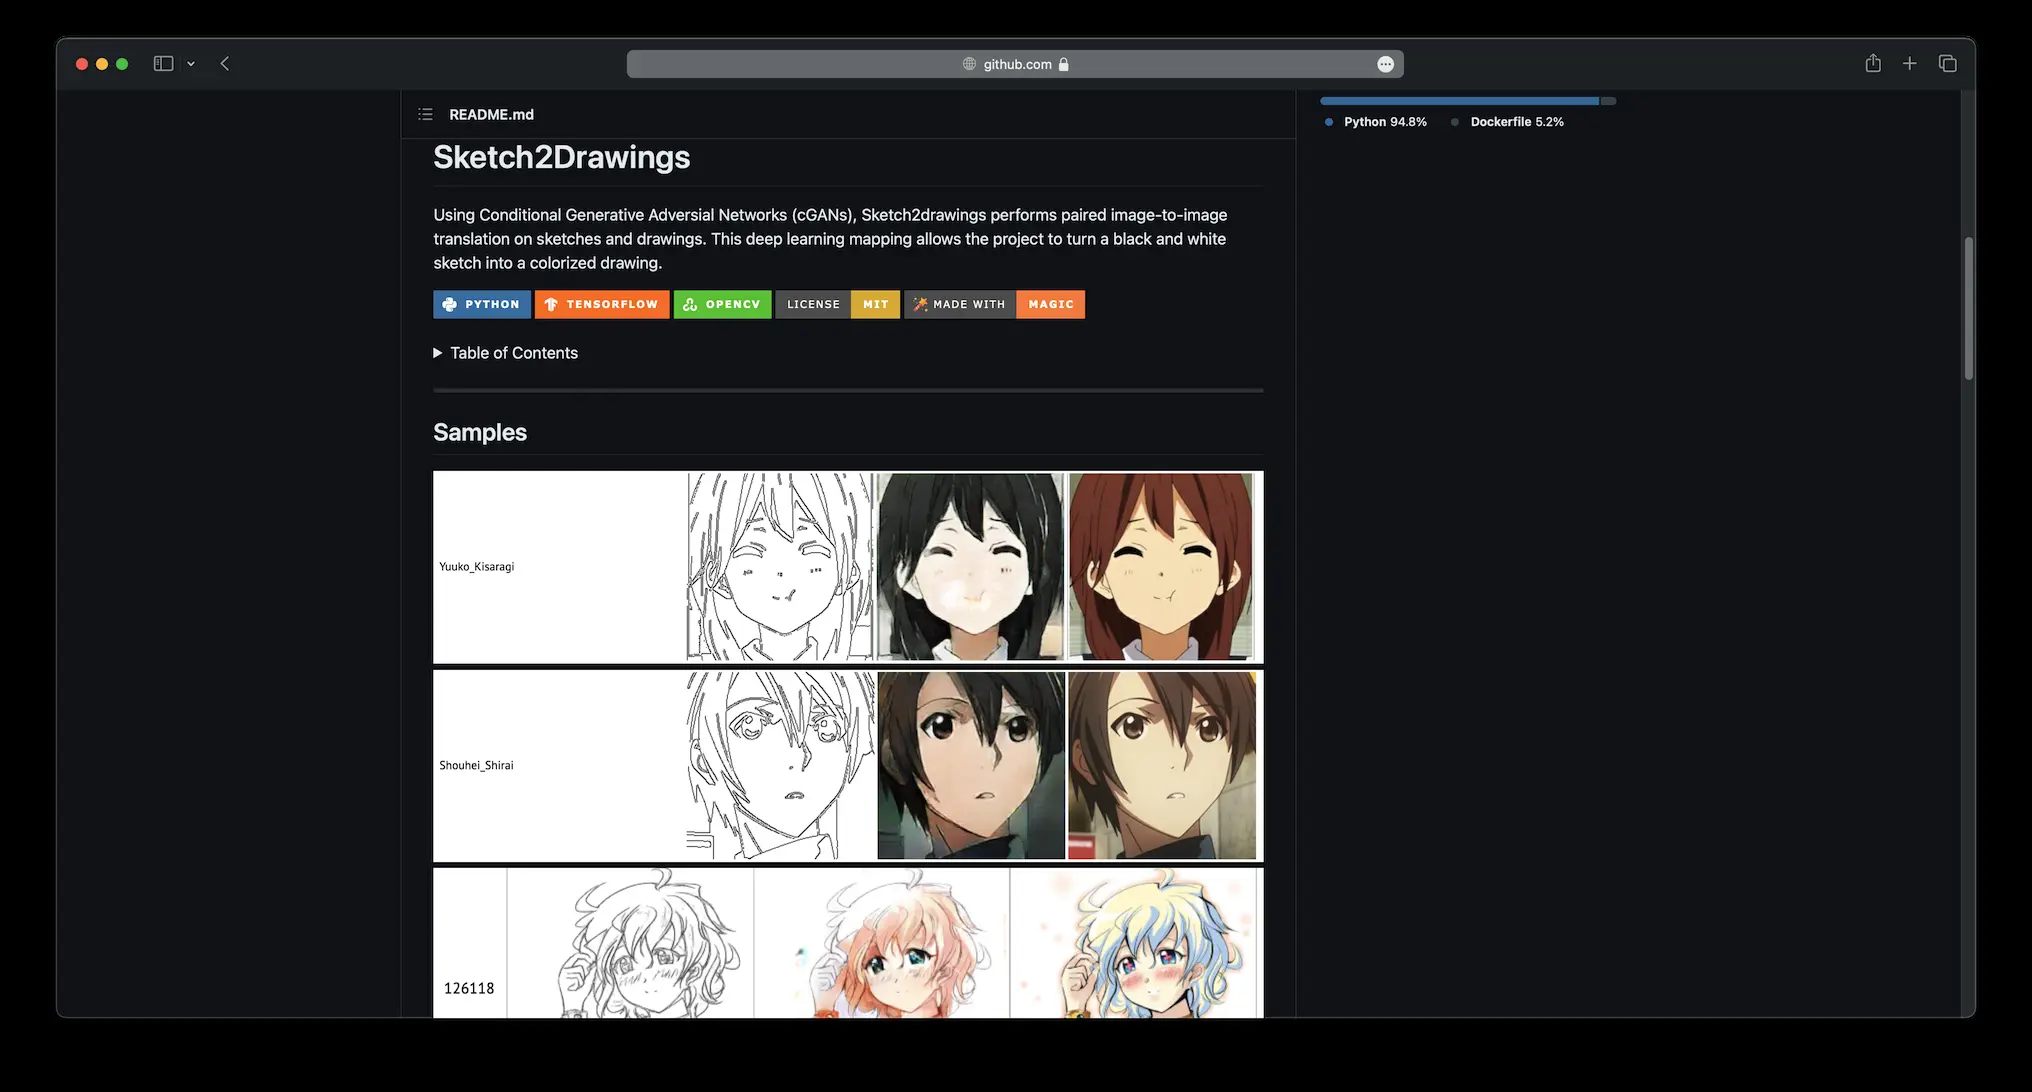 github.com
README.md
Python 94.8% Dockerfile 5.2%
Sketch2Drawings
Using Conditional Generative Adversial Networks (cGANs), Sketch2drawings performs paired image-to-image
translation on sketches and drawings. This deep learning mapping allows the project to turn a black and white
sketch into a colorized drawing.
PYTHON TENSORFLOW OPENCV LICENSE MIT MADE WITH MAGIC
Table of Contents
Samples
Yuuko_Kisaragi
Shouhei_Shirai
126118